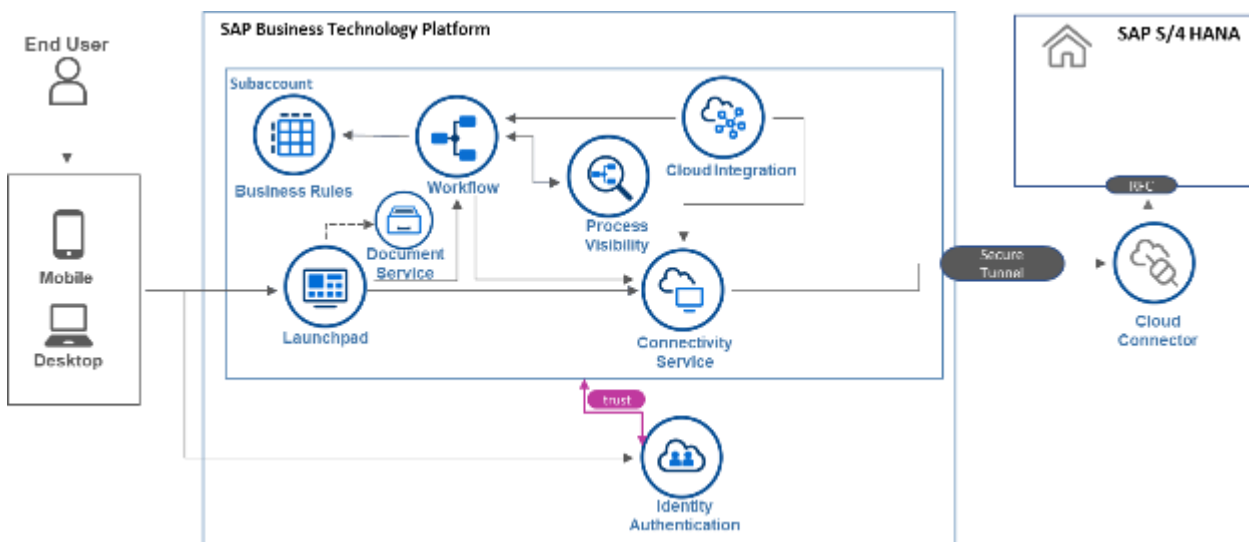 SAP Business Technology Platform
SAP S/4 HANA
End User
Subaccount
Business Rules
Workflow
Cloud Integration
Process
Visibility
RFC
Document
Service
Mobile
Desktop
Launchpad
Connectivity
Service
Secure
Tunnel
Cloud
Connector
trust
Identity
Authentication